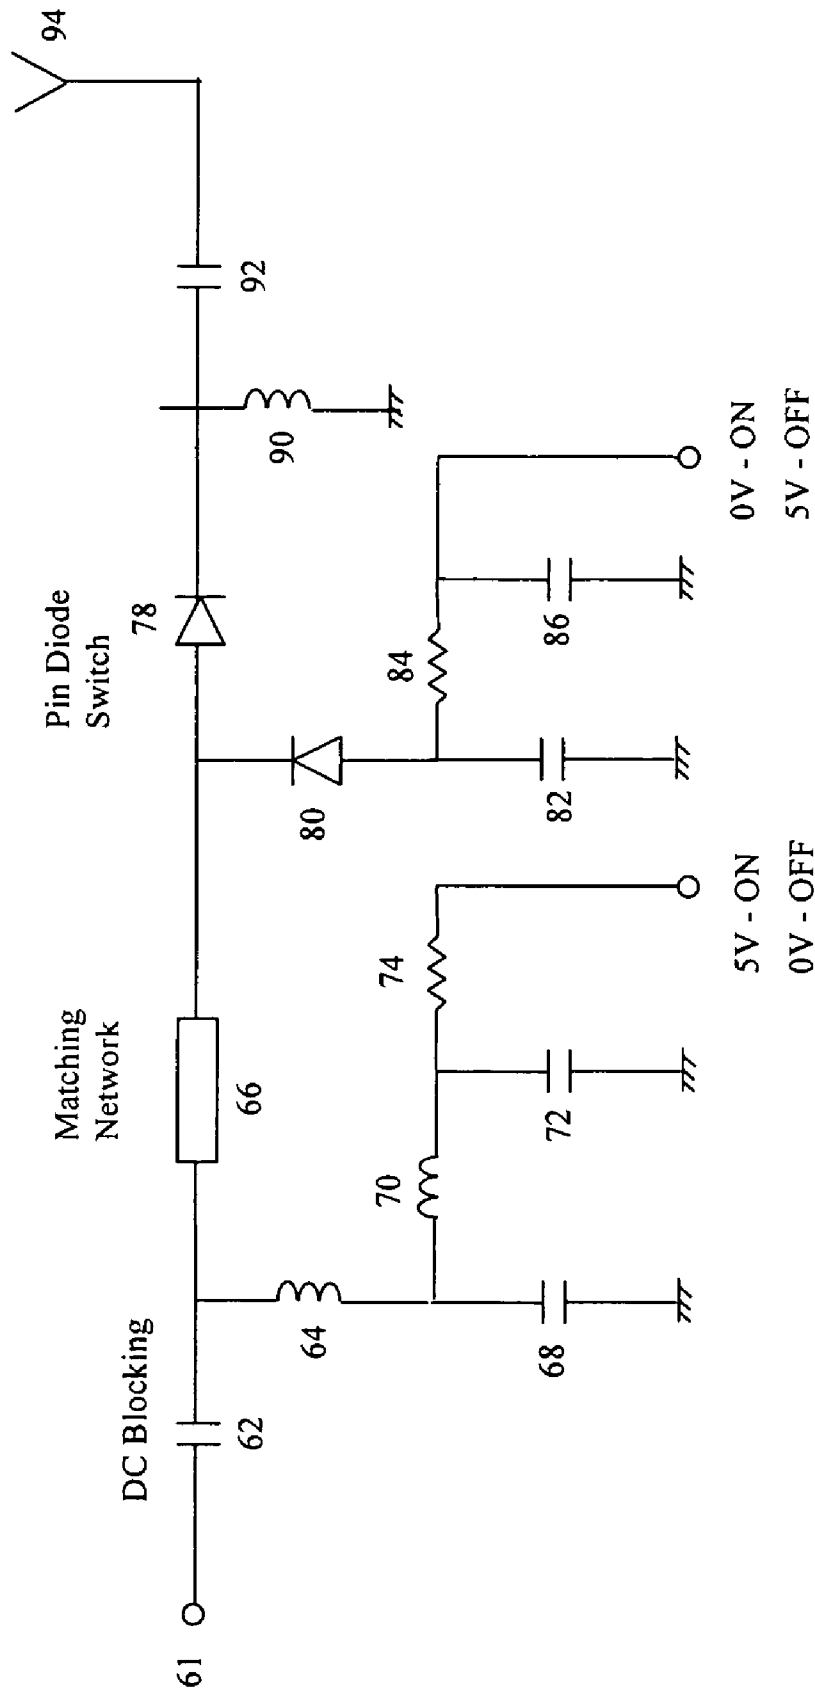 61
DC Blocking
62
64
68
Matching
Network
66
70
72
74
5V - ON
0V - OFF
Pin Diode
Switch
78
80
82
84
86
0V - ON
5V - OFF
90
92
94